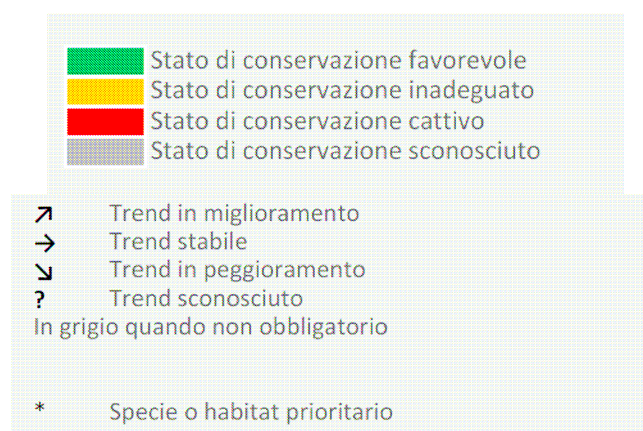 Stato di conservazione favorevole
Stato di conservazione inadeguato
Stato di conservazione cattivo
Stato di conservazione sconosciuto
↗ Trend in miglioramento
→ Trend stabile
↘ Trend in peggioramento
? Trend sconosciuto
In grigio quando non obbligatorio
* Specie o habitat prioritario